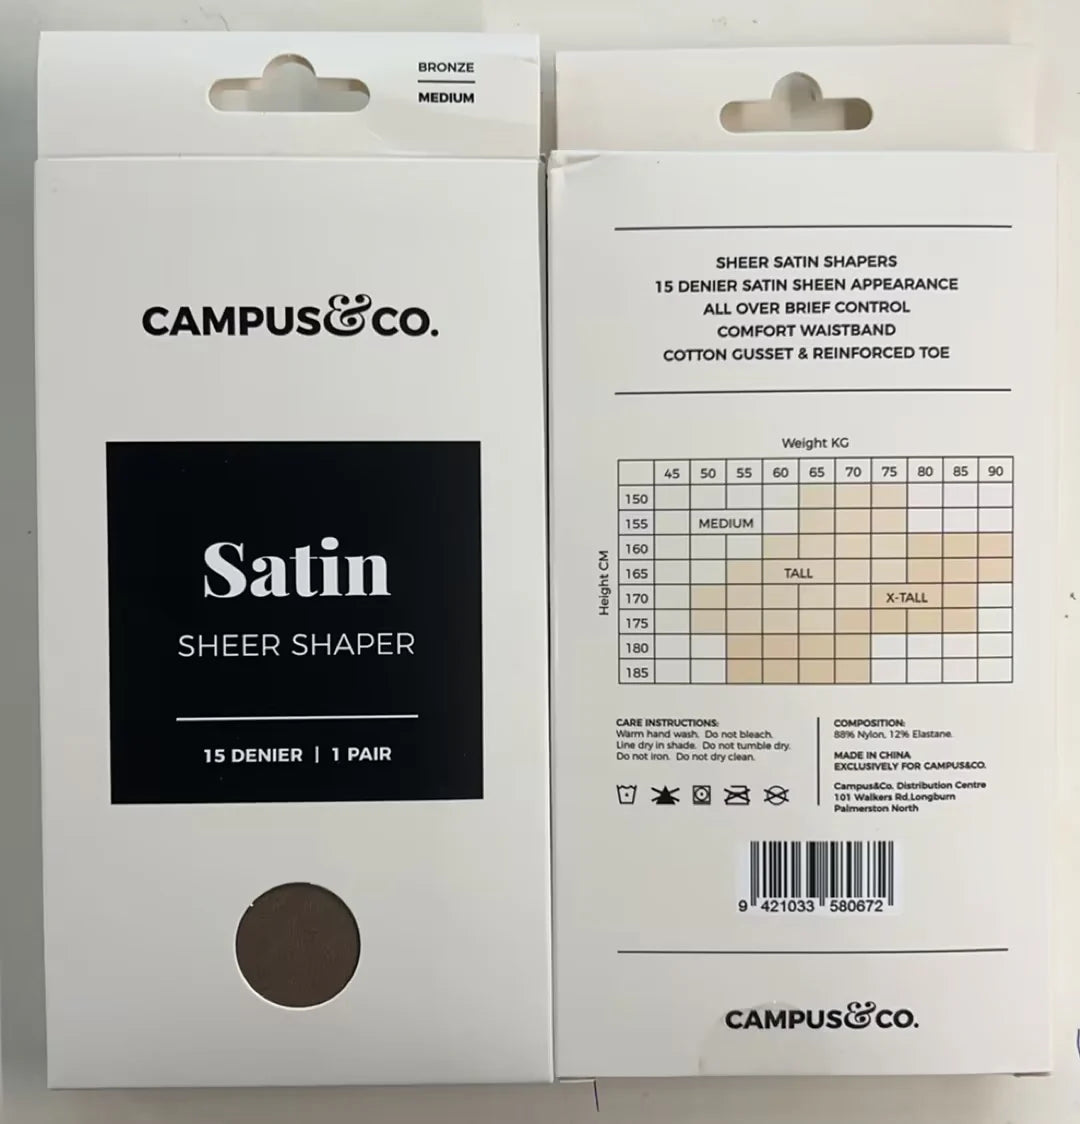 BRONZE
MEDIUM
CAMPUS&CO.
Satin
SHEER SHAPER
15 DENIER | 1 PAIR
SHEER SATIN SHAPERS
15 DENIER SATIN SHEEN APPEARANCE
ALL OVER BRIEF CONTROL
COMFORT WAISTBAND
COTTON GUSSET & REINFORCED TOE
Weight KG
45 50 55 60 65 70 75 80 85 90
Height CM
150
155 MEDIUM
160
165 TALL
170 X-TALL
175
180
185
CARE INSTRUCTIONS:
Warm hand wash. Do not bleach.
Line dry in shade. Do not tumble dry.
Do not iron. Do not dry clean.
COMPOSITION:
88% Nylon, 12% Elastane.
MADE IN CHINA
EXCLUSIVELY FOR CAMPUS&CO.
Campus&Co. Distribution Centre
101 Walkers Rd,Longburn
Palmerston North
9 421033 580672
CAMPUS&CO.